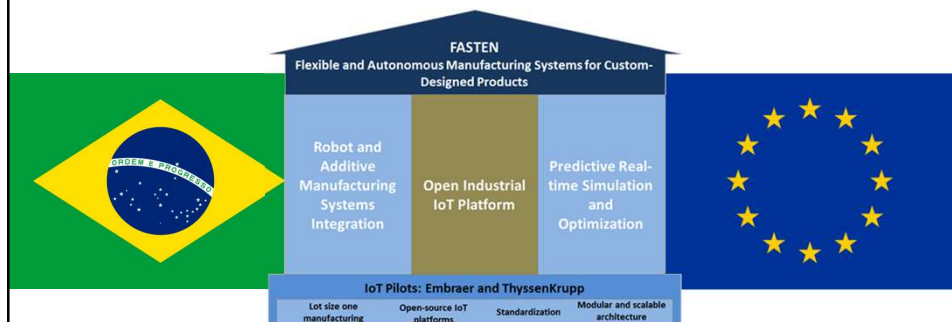 FASTEN
Flexible and Autonomous Manufacturing Systems for Custom-
Designed Products
ORDEM E PROGRESSO
Robot and
Additive
Manufacturing
Systems
Integration
Open Industrial
IoT Platform
Predictive Real-
time Simulation
and
Optimization
IoT Pilots: Embraer and ThyssenKrupp
Lot size one
manufacturing
Open-source IoT
platforms
Standardization
Modular and scalable
architecture